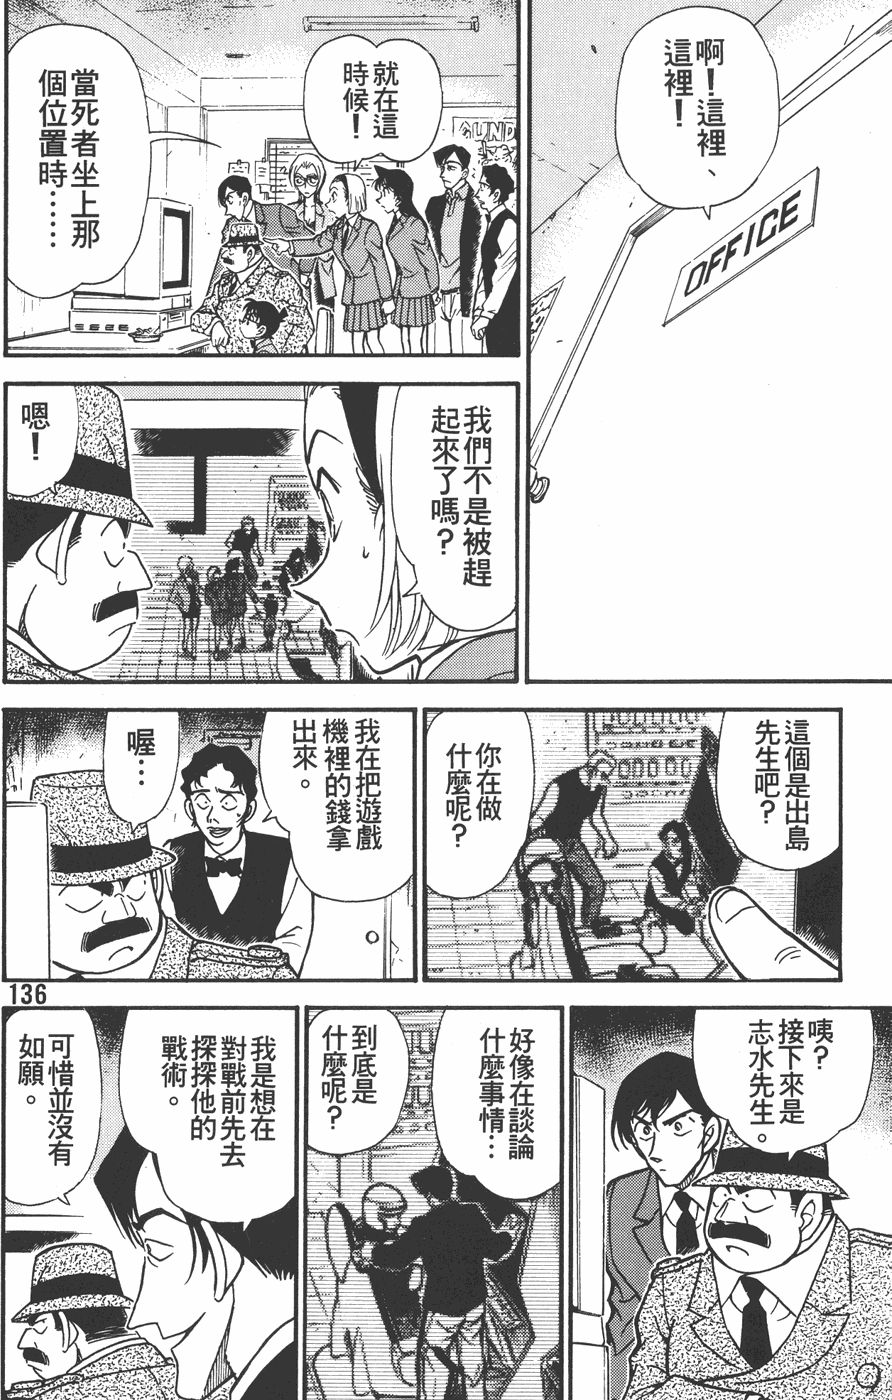 啊！這裡、
這裡！
OFFICE
就在這
時候！
當死者坐上那
個位置時……
我們不是被趕
起來了嗎？
嗯！
這個是出島
先生吧？
你在做
什麼呢？
我在把遊戲
機裡的錢拿
出來。
喔…
136
咦？
接下來是
志水先生。
好像在談論
什麼事情…
到底是
什麼呢？
我是想在
對戰前先去
探探他的
戰術。
可惜並沒有
如願。